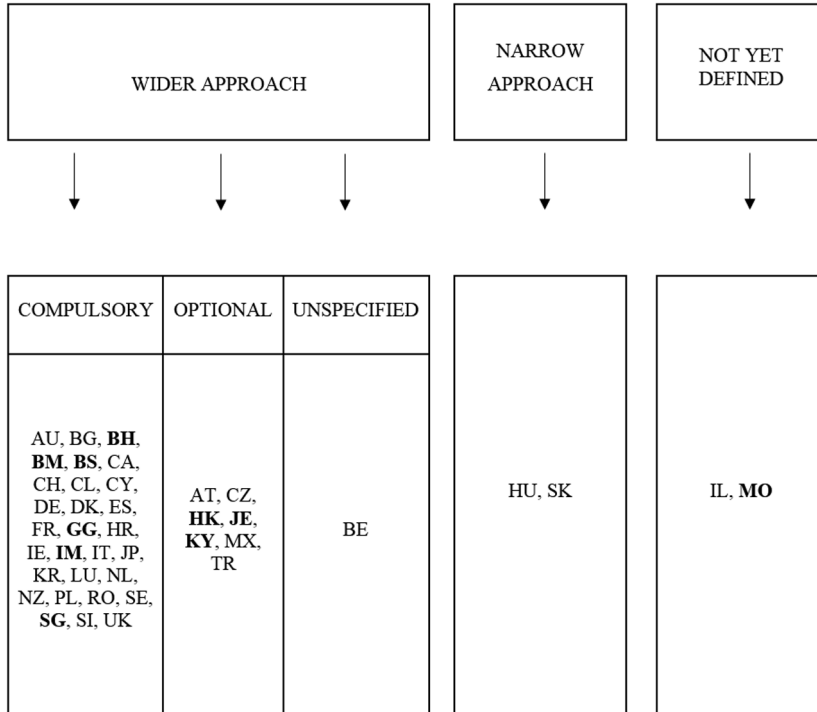 WIDER APPROACH
NARROW
APPROACH
NOT YET
DEFINED
COMPULSORY
OPTIONAL
UNSPECIFIED
AU, BG, BH,
BM, BS, CA,
CH, CL, CY,
DE, DK, ES,
FR, GG, HR,
IE, IM, IT, JP,
KR, LU, NL,
NZ, PL, RO, SE,
SG, SI, UK
AT, CZ,
HK, JE,
KY, MX,
TR
BE
HU, SK
IL, MO